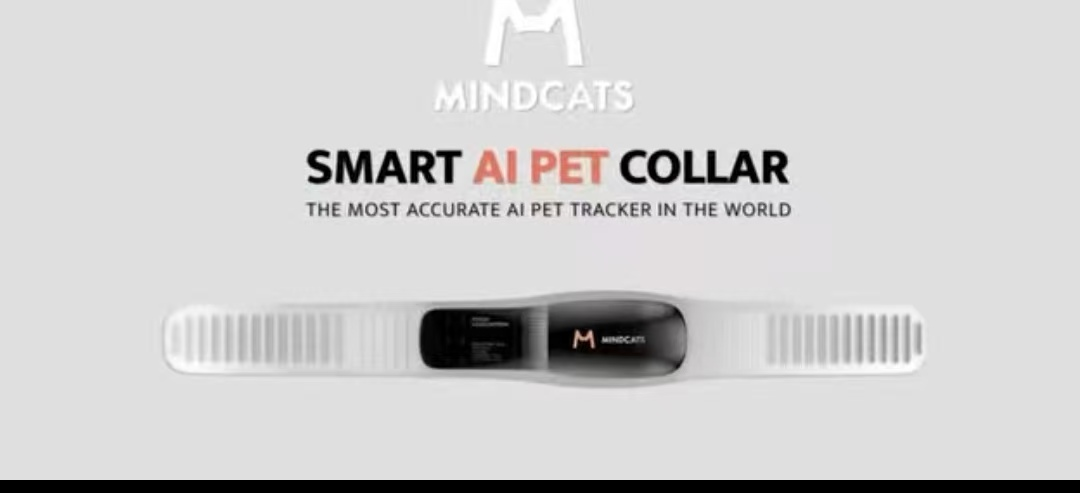 MINDCATS
SMART AI PET COLLAR
THE MOST ACCURATE AI PET TRACKER IN THE WORLD
M MINDCATS